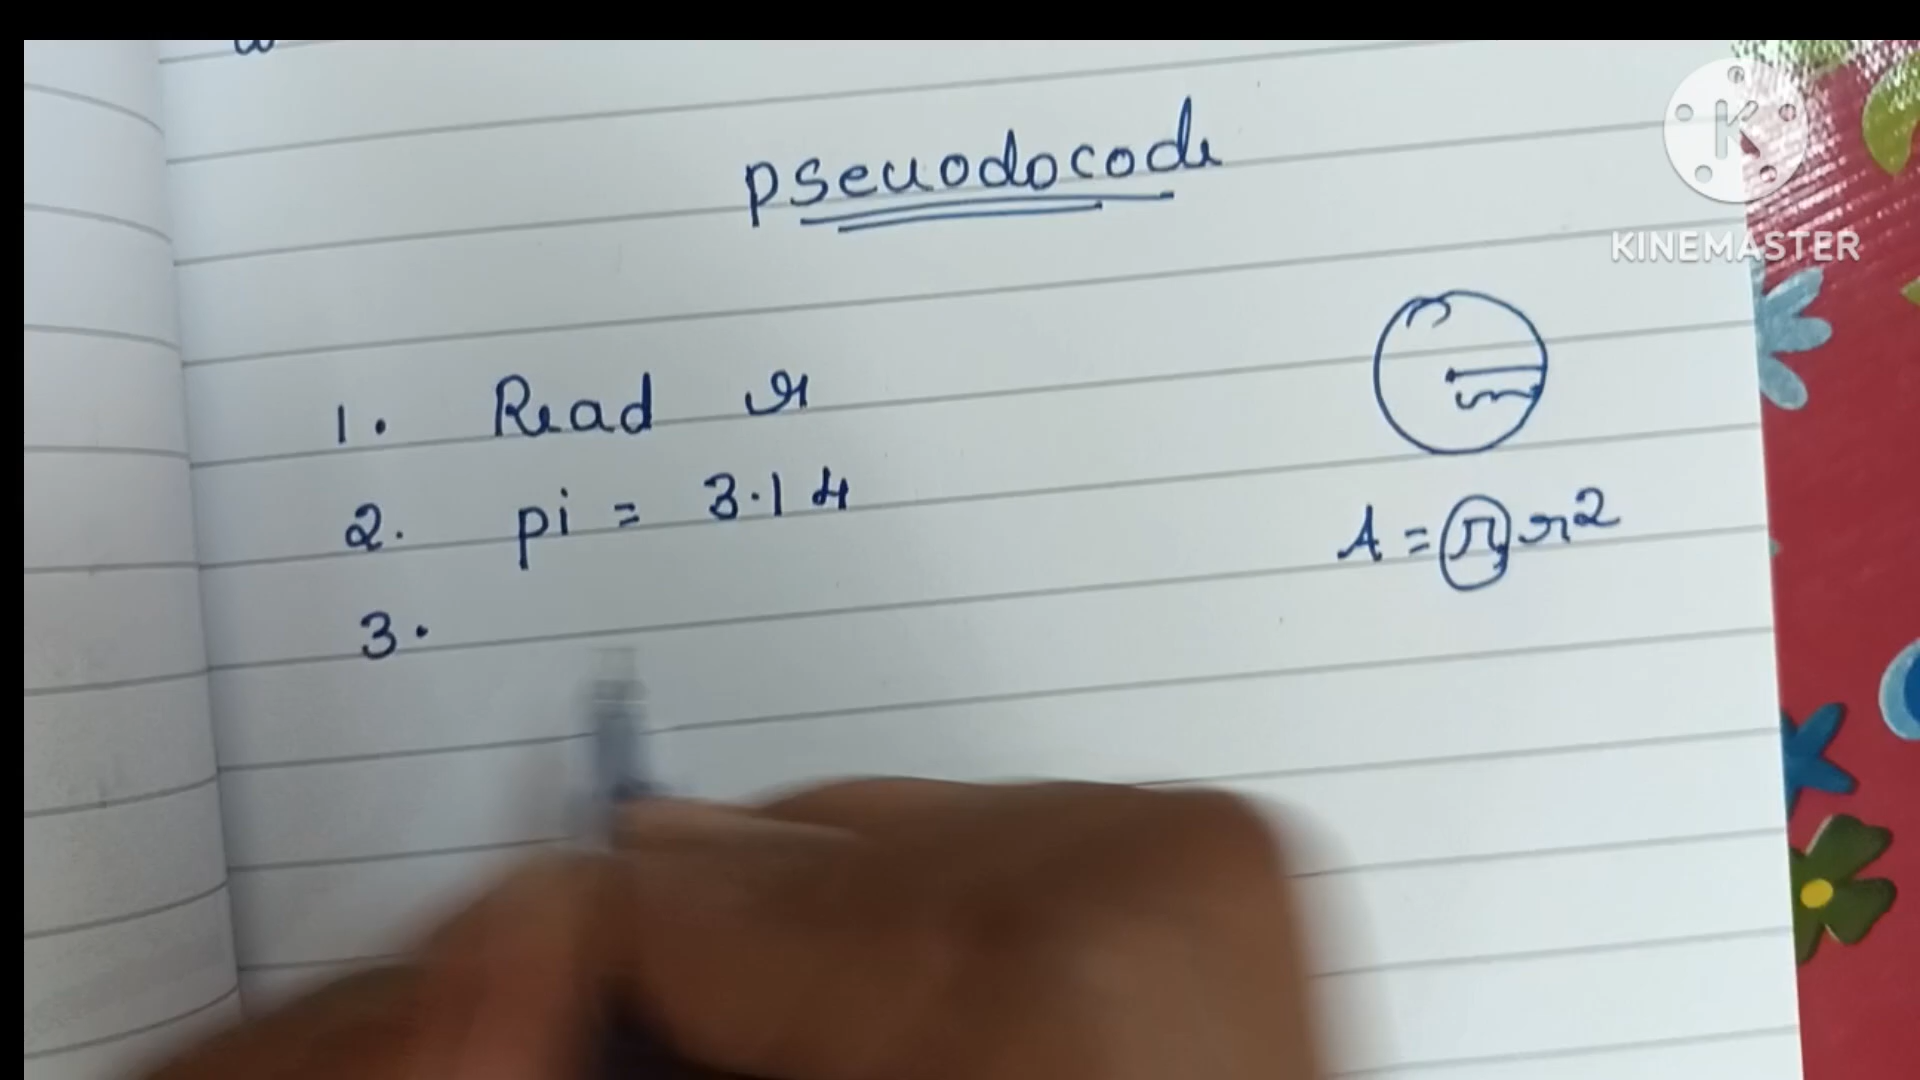 pseuodocode
1. Read r
2. pi = 3.14
3.
A = πr2
KINEMASTER